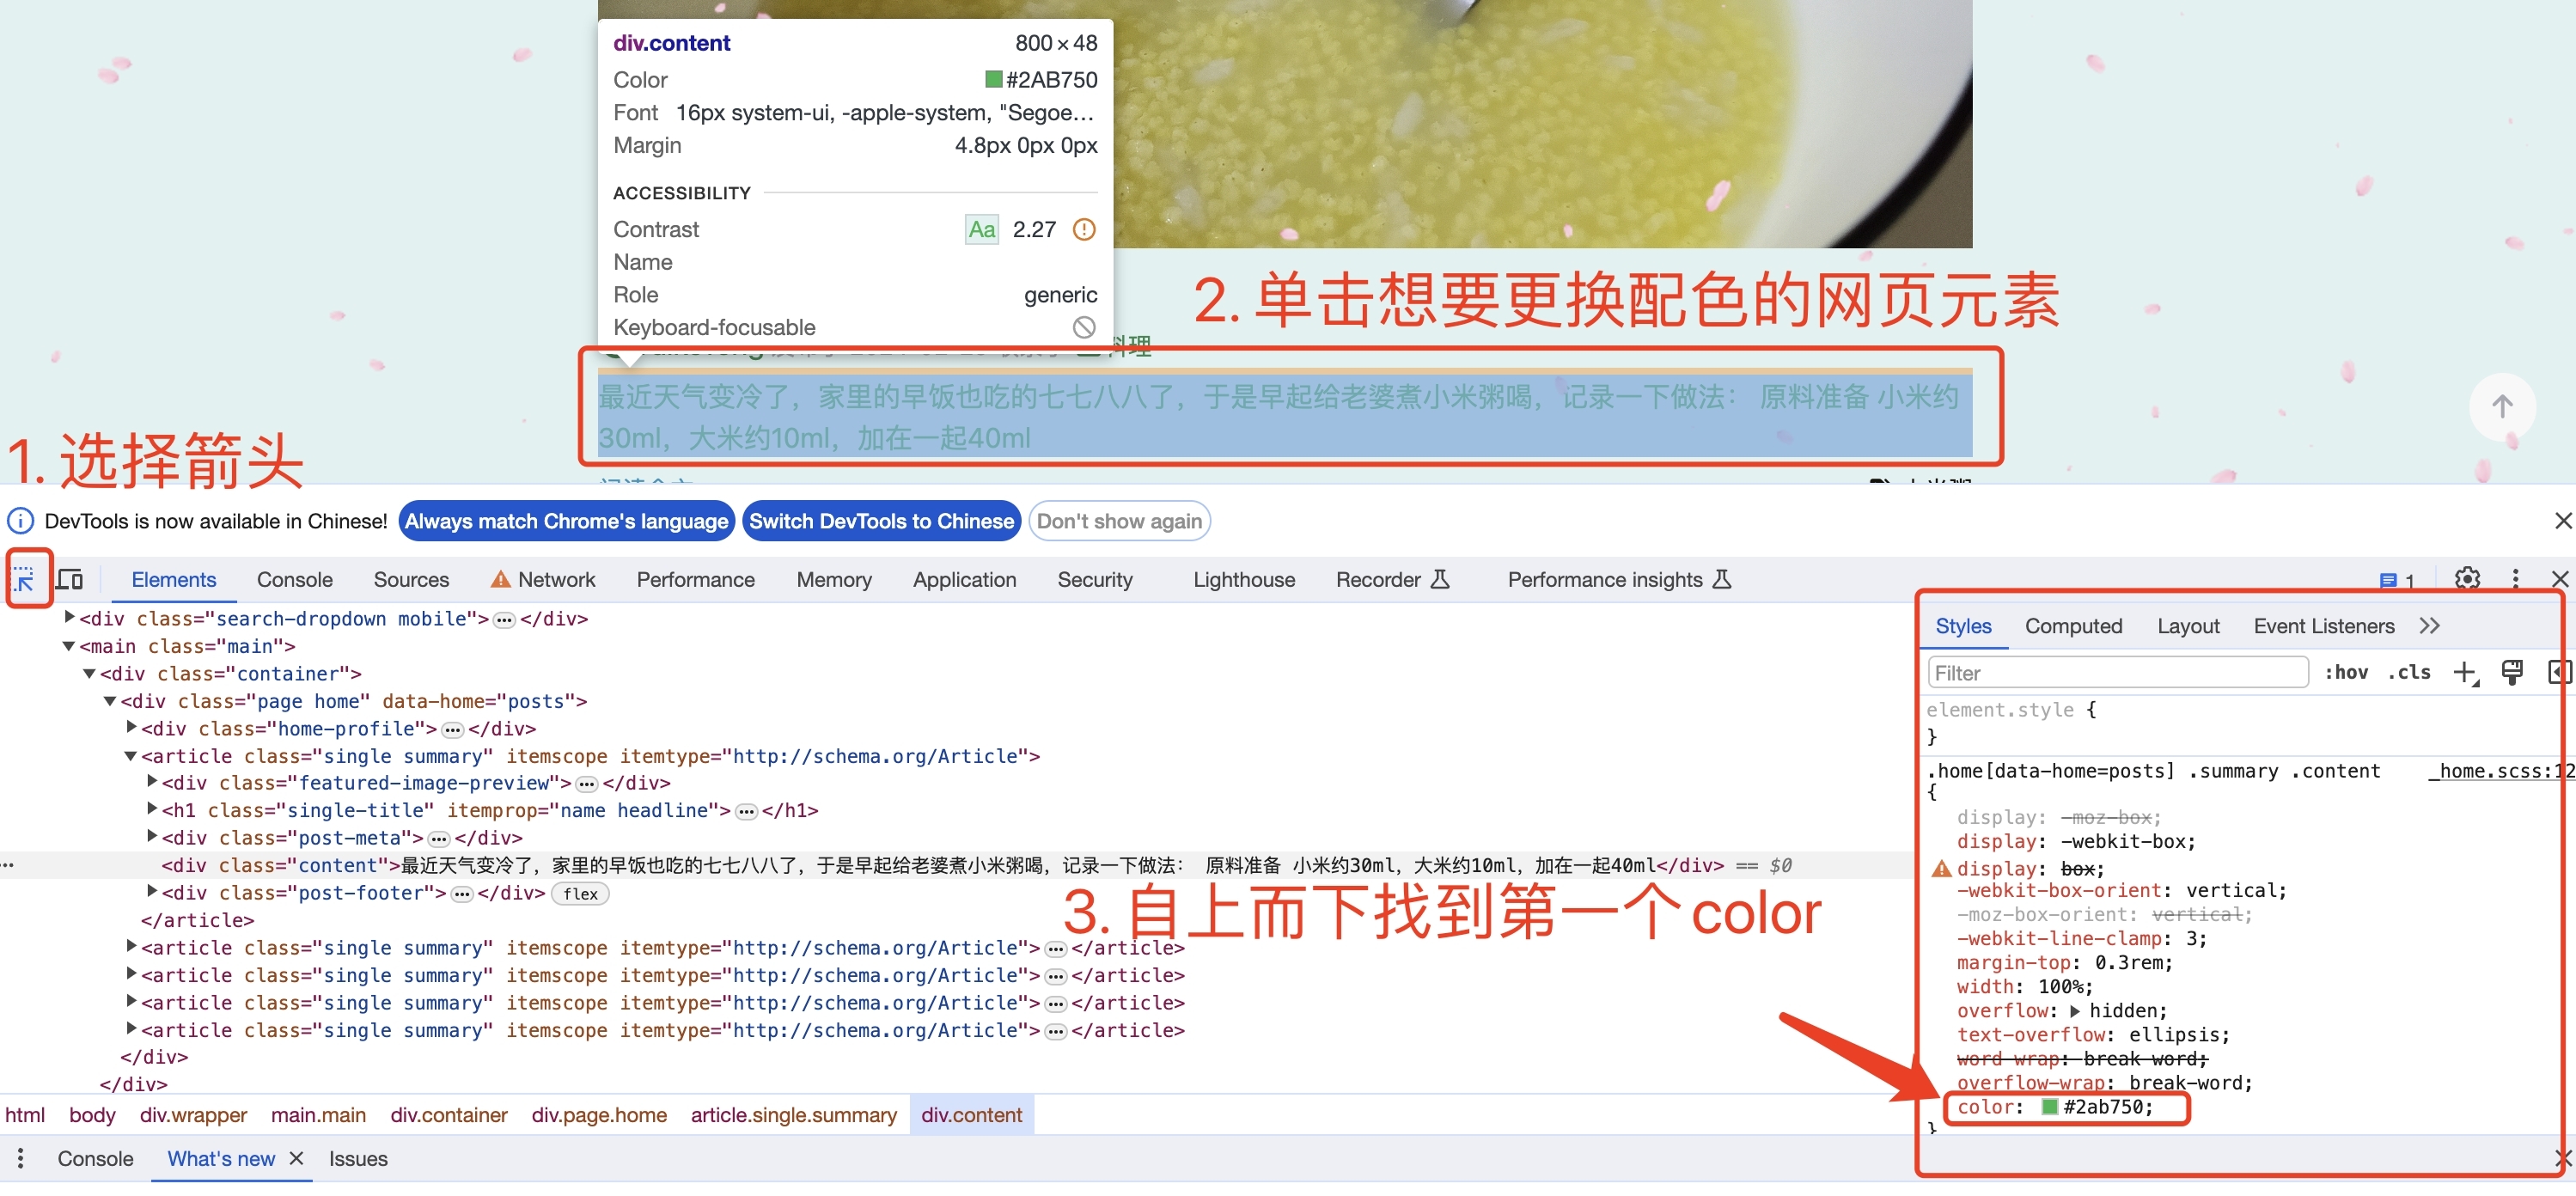 div.content 800 × 48
Color #2AB750
Font 16px system-ui, -apple-system, "Segoe…
Margin 4.8px 0px 0px
ACCESSIBILITY
Contrast Aa 2.27
Name
Role generic
Keyboard-focusable
2. 单击想要更换配色的网页元素
料理
最近天气变冷了，家里的早饭也吃的七七八八了，于是早起给老婆煮小米粥喝，记录一下做法： 原料准备 小米约
30ml，大米约10ml，加在一起40ml
1. 选择箭头
DevTools is now available in Chinese! Always match Chrome's language Switch DevTools to Chinese Don't show again
Elements Console Sources Network Performance Memory Application Security Lighthouse Recorder Performance insights 1
<div class="search-dropdown mobile">…</div>
<main class="main">
<div class="container">
<div class="page home" data-home="posts">
<div class="home-profile">…</div>
<article class="single summary" itemscope itemtype="http://schema.org/Article">
<div class="featured-image-preview">…</div>
<h1 class="single-title" itemprop="name headline">…</h1>
<div class="post-meta">…</div>
<div class="content">最近天气变冷了，家里的早饭也吃的七七八八了，于是早起给老婆煮小米粥喝，记录一下做法： 原料准备 小米约30ml，大米约10ml，加在一起40ml</div> == $0
<div class="post-footer">…</div> flex
</article>
<article class="single summary" itemscope itemtype="http://schema.org/Article">…</article>
<article class="single summary" itemscope itemtype="http://schema.org/Article">…</article>
<article class="single summary" itemscope itemtype="http://schema.org/Article">…</article>
<article class="single summary" itemscope itemtype="http://schema.org/Article">…</article>
</div>
</div>
3. 自上而下找到第一个color
Styles Computed Layout Event Listeners
Filter :hov .cls
element.style {
}
.home[data-home=posts] .summary .content _home.scss:12
{
display: -moz-box;
display: -webkit-box;
display: box;
-webkit-box-orient: vertical;
-moz-box-orient: vertical;
-webkit-line-clamp: 3;
margin-top: 0.3rem;
width: 100%;
overflow: hidden;
text-overflow: ellipsis;
word-wrap: break-word;
overflow-wrap: break-word;
color: #2ab750;
}
html body div.wrapper main.main div.container div.page.home article.single.summary div.content
Console What's new Issues